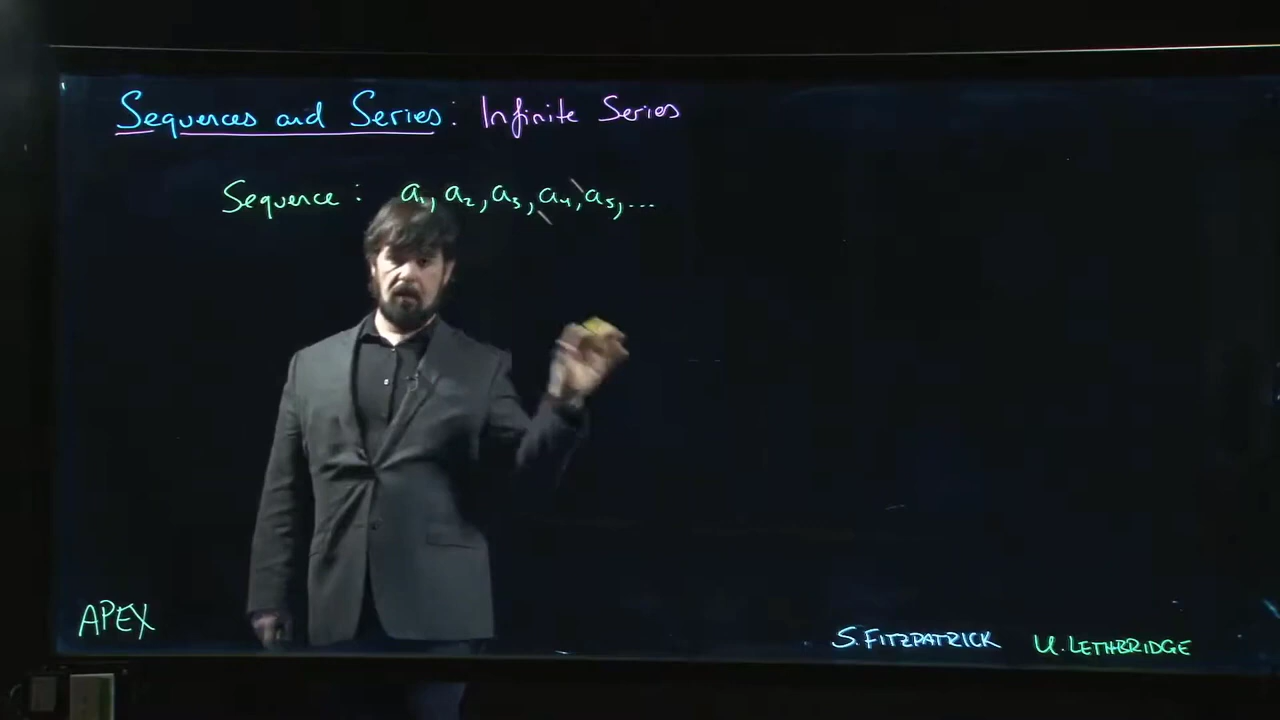 Sequences and Series: Infinite Series
Sequence: a₁, a₂, a₃, a₄, a₅, ...
APEX
S. FITZPATRICK U. LETHBRIDGE